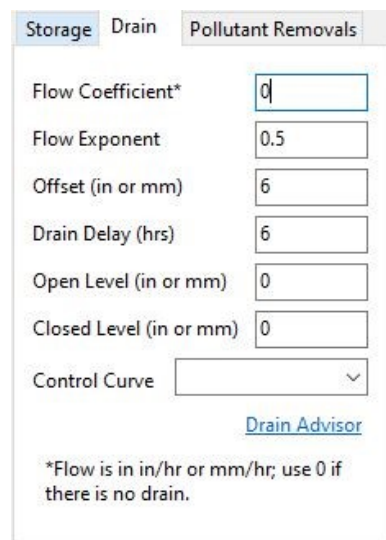 Storage Drain Pollutant Removals
Flow Coefficient* 0
Flow Exponent 0.5
Offset (in or mm) 6
Drain Delay (hrs) 6
Open Level (in or mm) 0
Closed Level (in or mm) 0
Control Curve
Drain Advisor
*Flow is in in/hr or mm/hr; use 0 if
there is no drain.